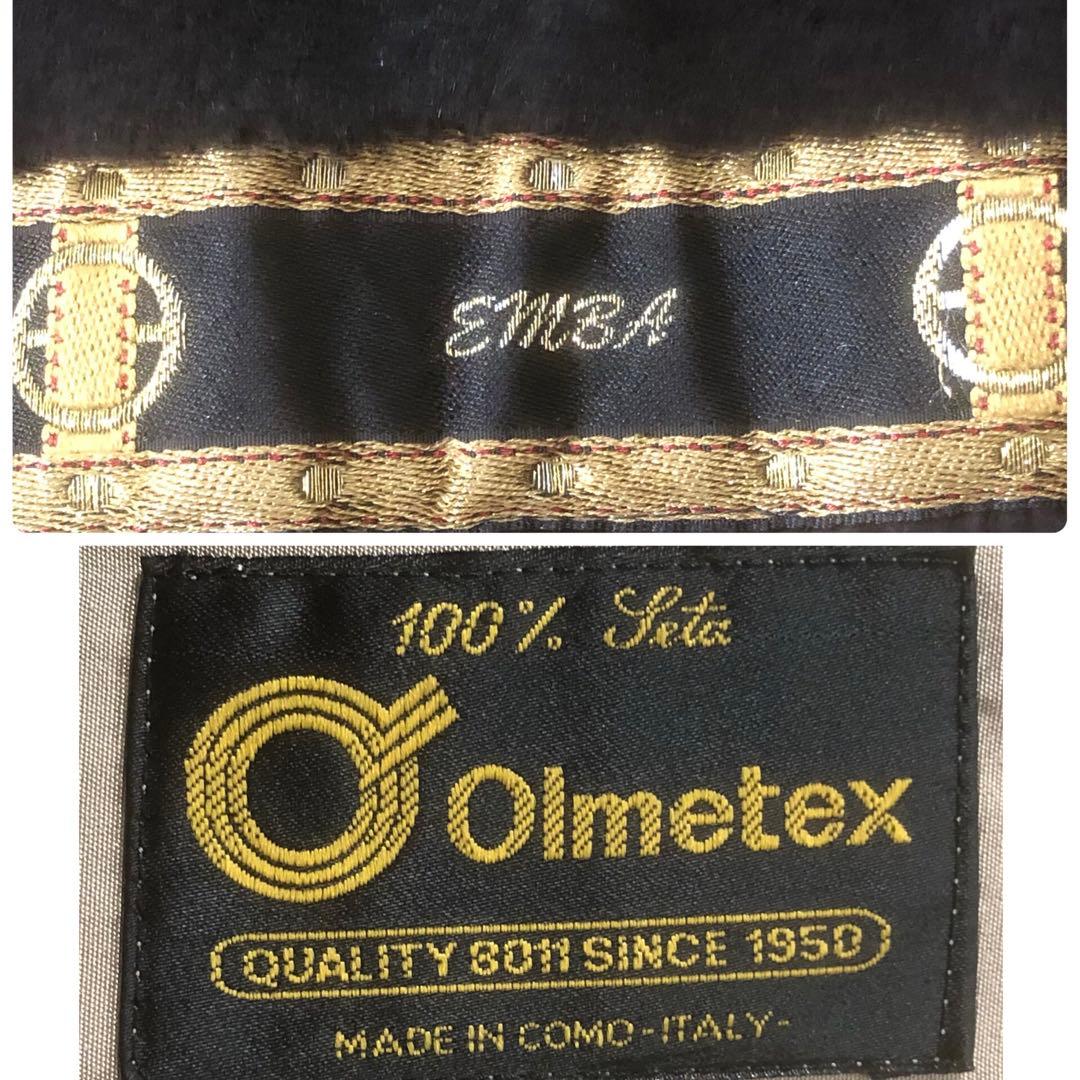 EMBA
100% Seta
Olmetex
QUALITY 8011 SINCE 1950
MADE IN COMO -ITALY-